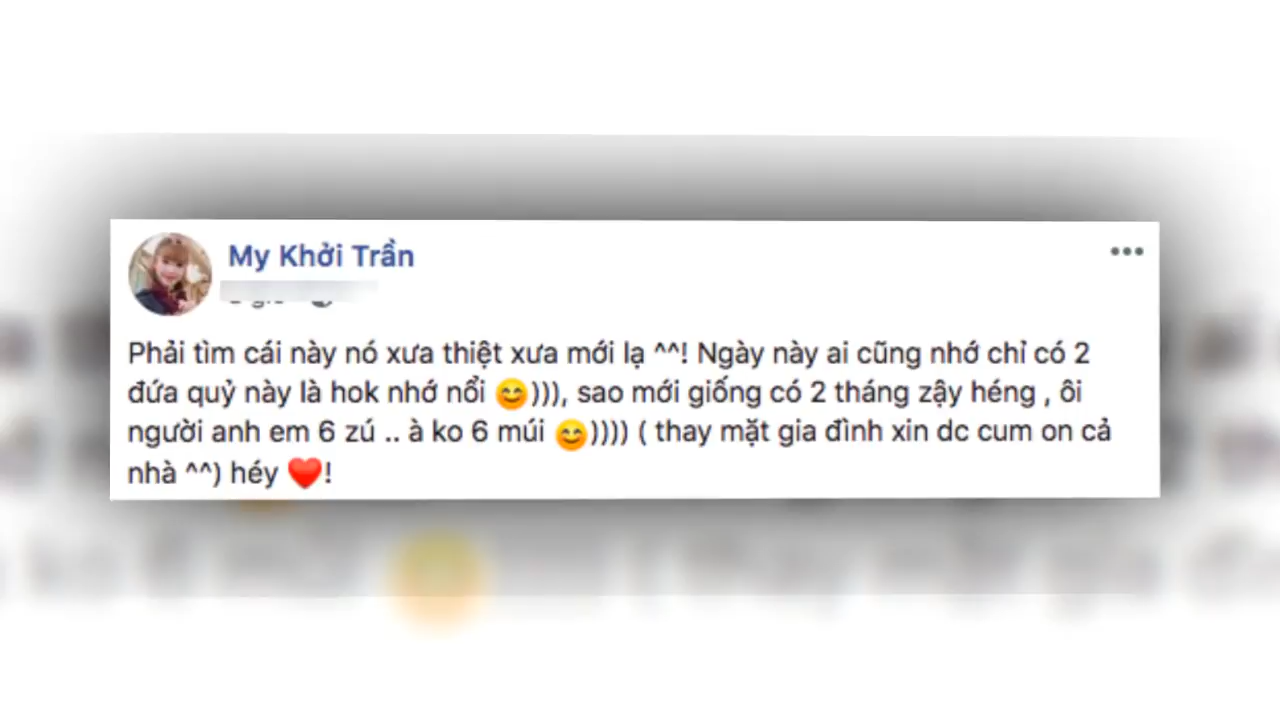 My Khởi Trần
Phải tìm cái này nó xưa thiệt xưa mới lạ ^^! Ngày này ai cũng nhớ chỉ có 2
đứa quỷ này là hok nhớ nổi 😊))), sao mới giống có 2 tháng zậy héng , ôi
người anh em 6 zú .. à ko 6 múi 😊)))) ( thay mặt gia đình xin dc cum on cả
nhà ^^) héy ❤️!